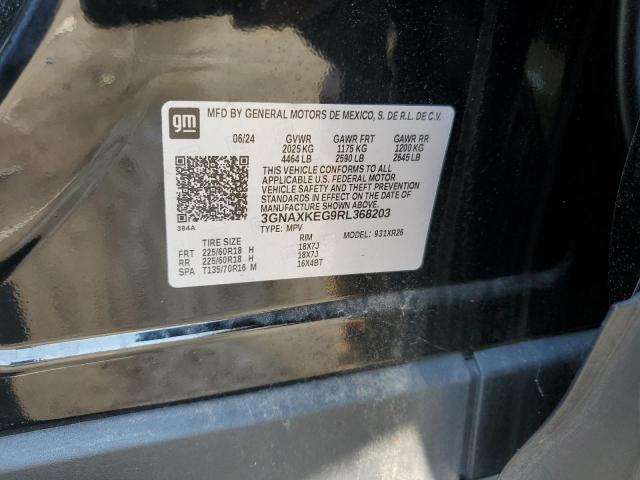 gm
MFD BY GENERAL MOTORS DE MEXICO, S. DE R.L. DE C.V.
06/24 GVWR GAWR FRT GAWR RR
2025 KG 1175 KG 1200 KG
4464 LB 2590 LB 2645 LB
THIS VEHICLE CONFORMS TO ALL
APPLICABLE U.S. FEDERAL MOTOR
VEHICLE SAFETY AND THEFT PREVENTION
STANDARDS IN EFFECT ON THE DATE
OF MANUFACTURE SHOWN ABOVE.
3GNAXKEG9RL368203
384A TYPE: MPV MODEL: 931XR26
TIRE SIZE RIM
FRT 225/60R18 H 18X7J
RR 225/60R18 H 18X7J
SPA T135/70R16 M 16X4BT